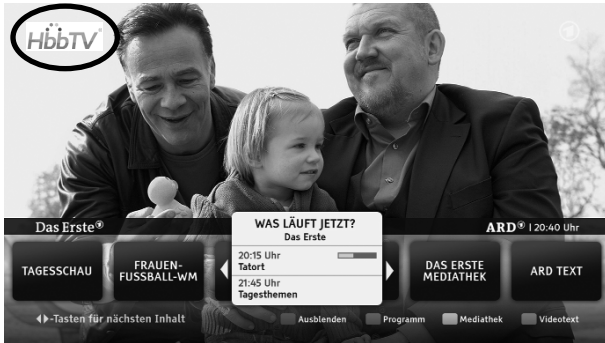 HbbTV
Das Erste
ARD | 20:40 Uhr
WAS LÄUFT JETZT?
Das Erste
20:15 Uhr
Tatort
21:45 Uhr
Tagesthemen
TAGESSCHAU
FRAUEN-
FUSSBALL-WM
DAS ERSTE
MEDIATHEK
ARD TEXT
-Tasten für nächsten Inhalt
Ausblenden
Programm
Mediathek
Videotext